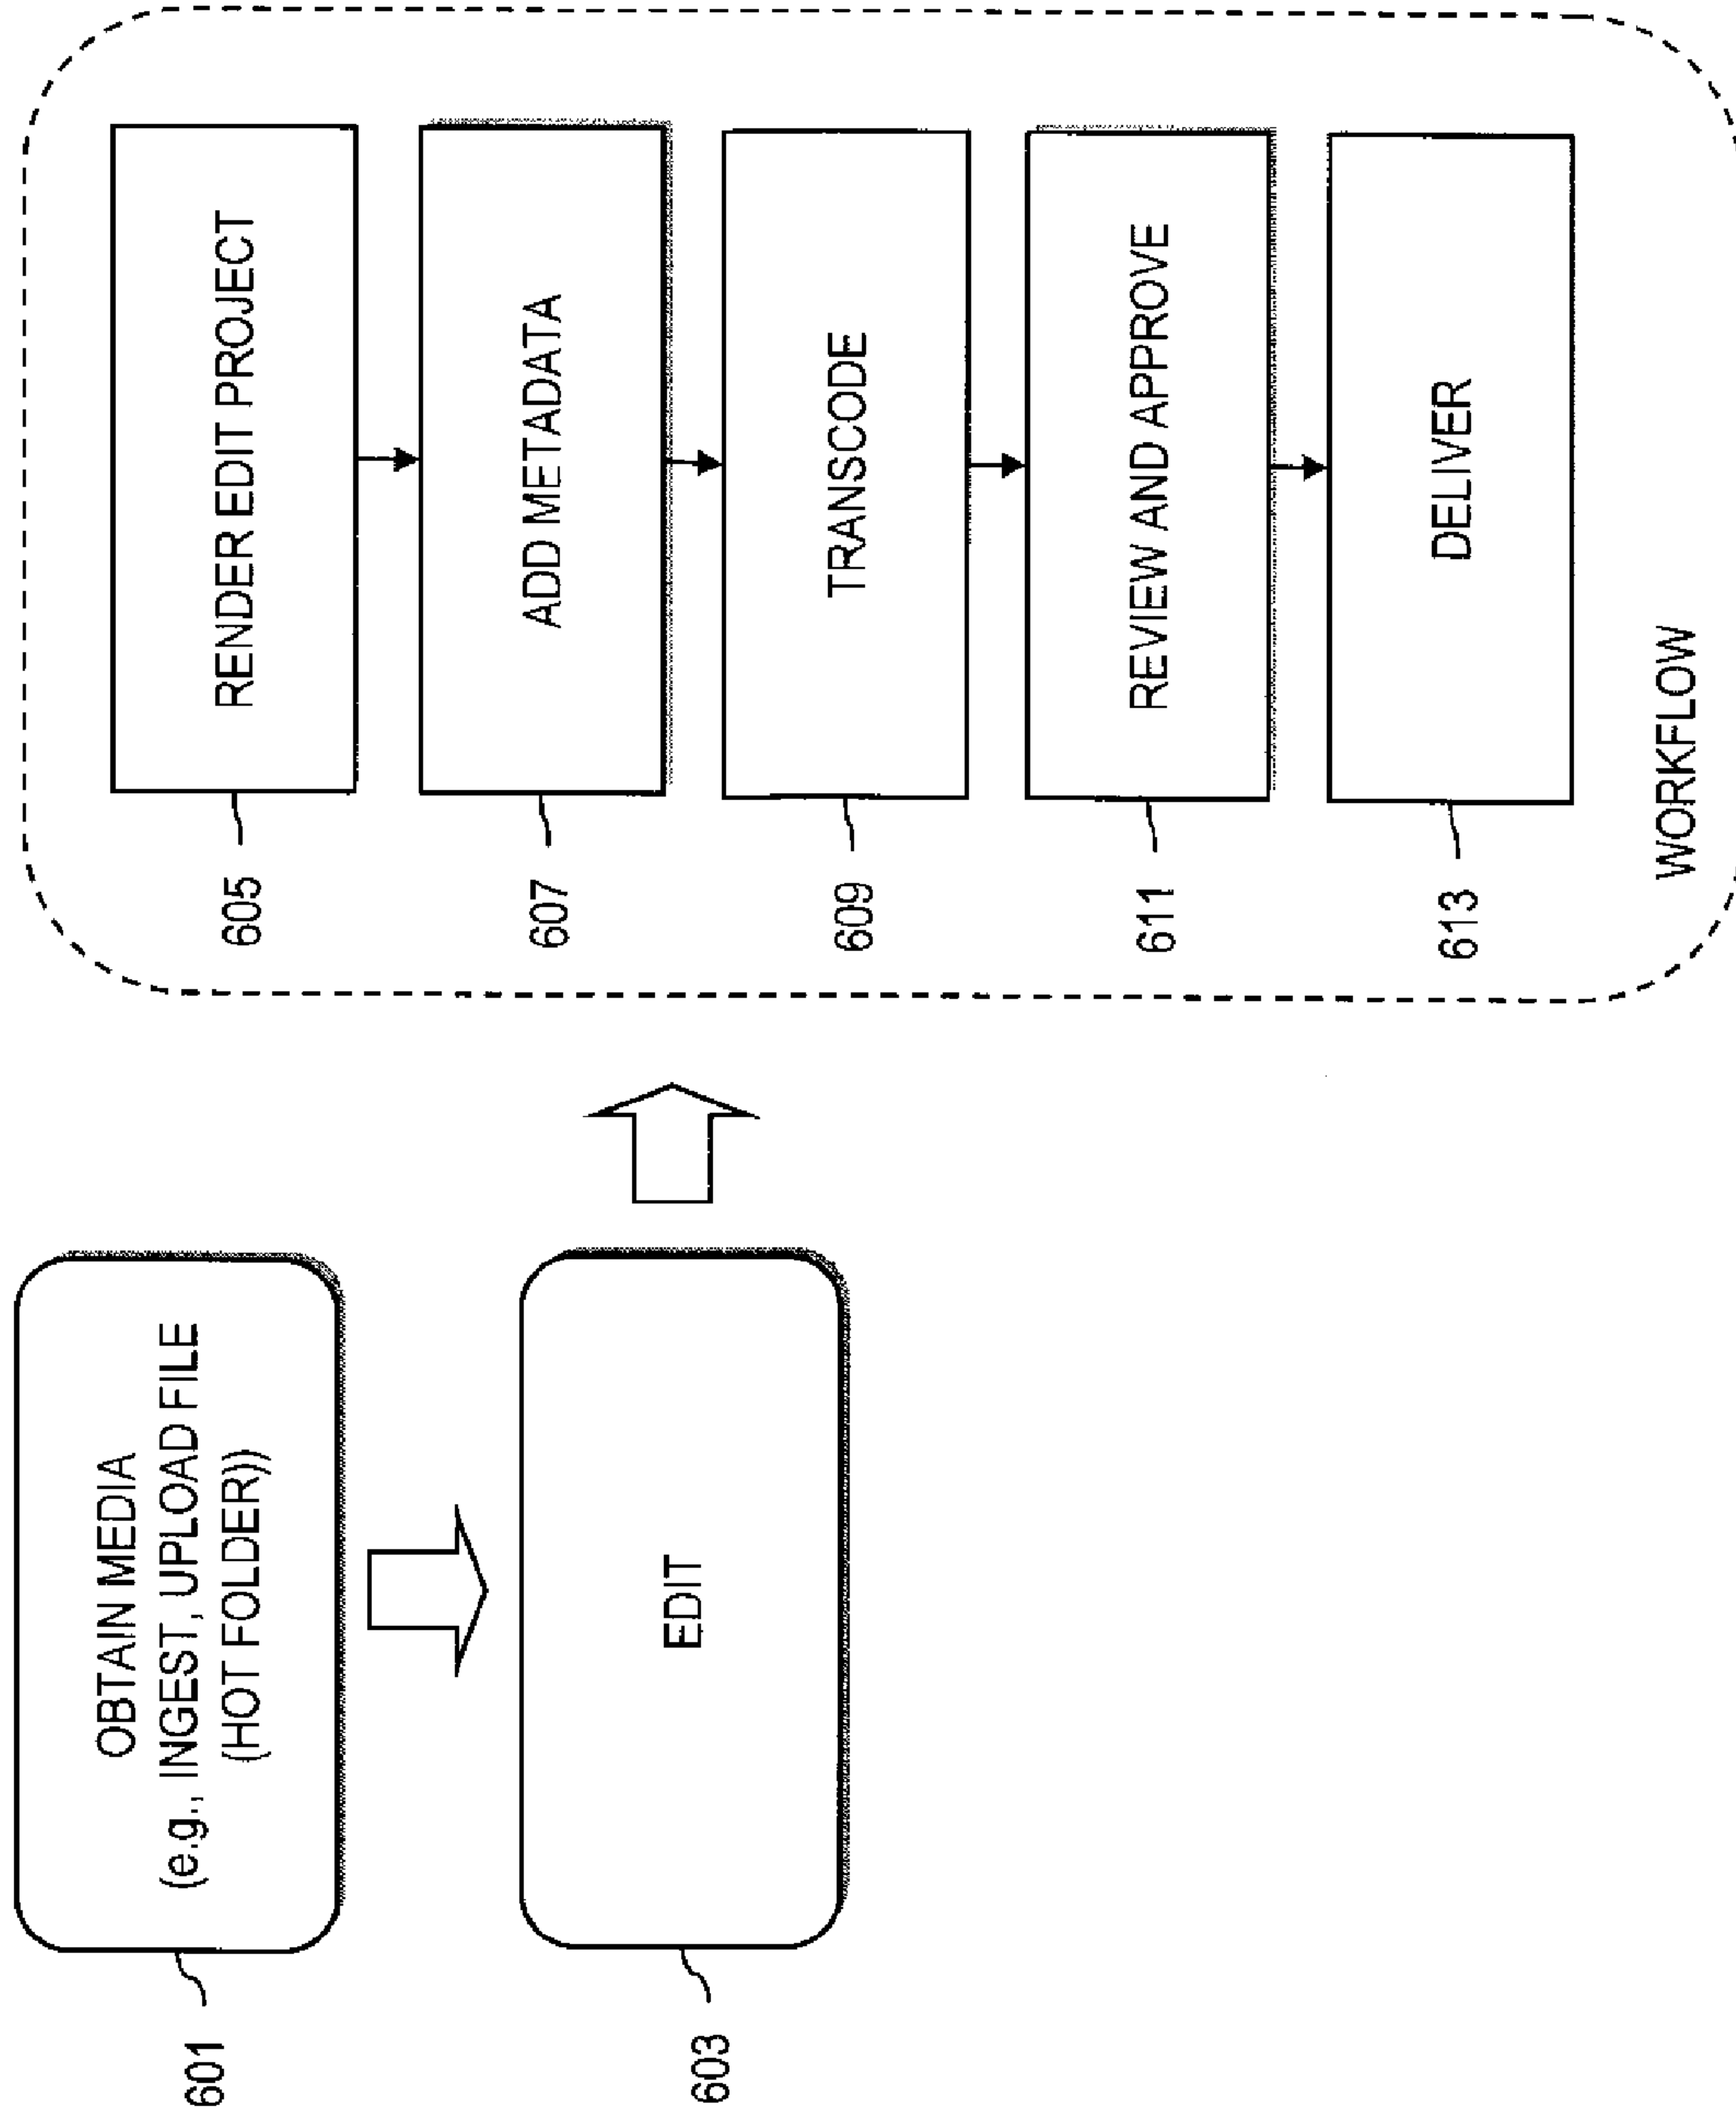 601
OBTAIN MEDIA
(e.g., INGEST, UPLOAD FILE
(HOT FOLDER))
603
EDIT
605
RENDER EDIT PROJECT
607
ADD METADATA
609
TRANSCODE
611
REVIEW AND APPROVE
613
DELIVER
WORKFLOW